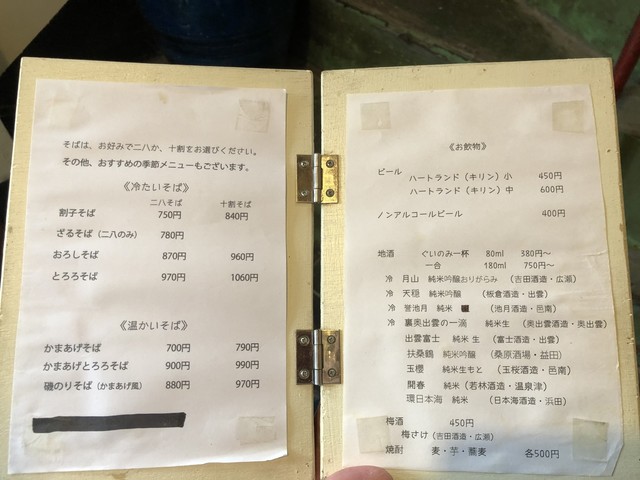 そばは、お好みで二八か、十割をお選びください。
その他、おすすめの季節メニューもございます。
《冷たいそば》
二八そば 十割そば
割子そば 750円 840円
ざるそば (二八のみ) 780円
おろしそば 870円 960円
とろろそば 970円 1060円
《温かいそば》
かまあげそば 700円 790円
かまあげとろろそば 900円 990円
磯のりそば (かまあげ風) 880円 970円
《お飲物》
ビール
ハートランド (キリン) 小 450円
ハートランド (キリン) 中 600円
ノンアルコールビール 400円
地酒 ぐいのみ一杯 80ml 380円～
一合 180ml 750円～
冷 月山 純米吟醸おりがらみ (吉田酒造・広瀬)
冷 天穏 純米吟醸 (板倉酒造・出雲)
冷 誉池月 純米 (池月酒造・邑南)
冷 裏奥出雲の一滴 純米生 (奥出雲酒造・奥出雲)
出雲富士 純米 生 (富士酒造・出雲)
扶桑鶴 純米吟醸 (桑原酒場・益田)
玉櫻 純米生もと (玉桜酒造・邑南)
開春 純米 (若林酒造・温泉津)
環日本海 純米 (日本海酒造・浜田)
梅酒 450円
梅さけ (吉田酒造・広瀬)
焼酎 麦・芋・蕎麦 各500円